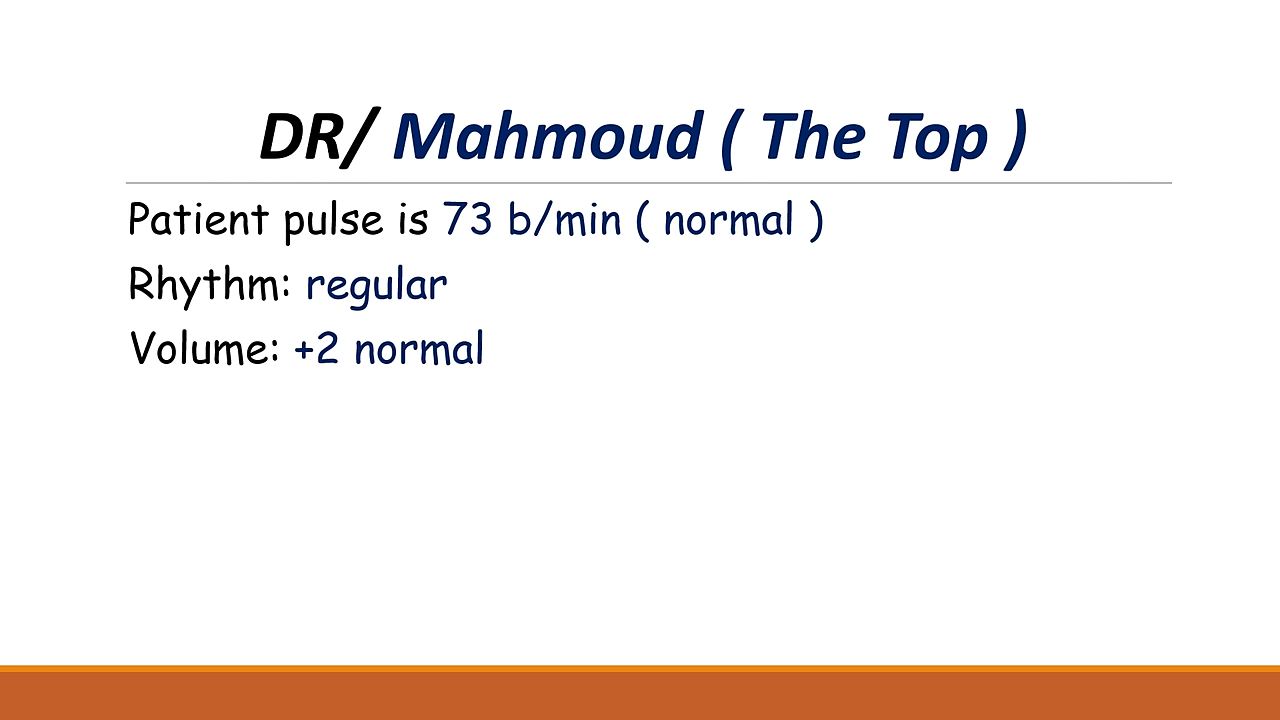 DR/ Mahmoud ( The Top )
Patient pulse is 73 b/min ( normal )
Rhythm: regular
Volume: +2 normal